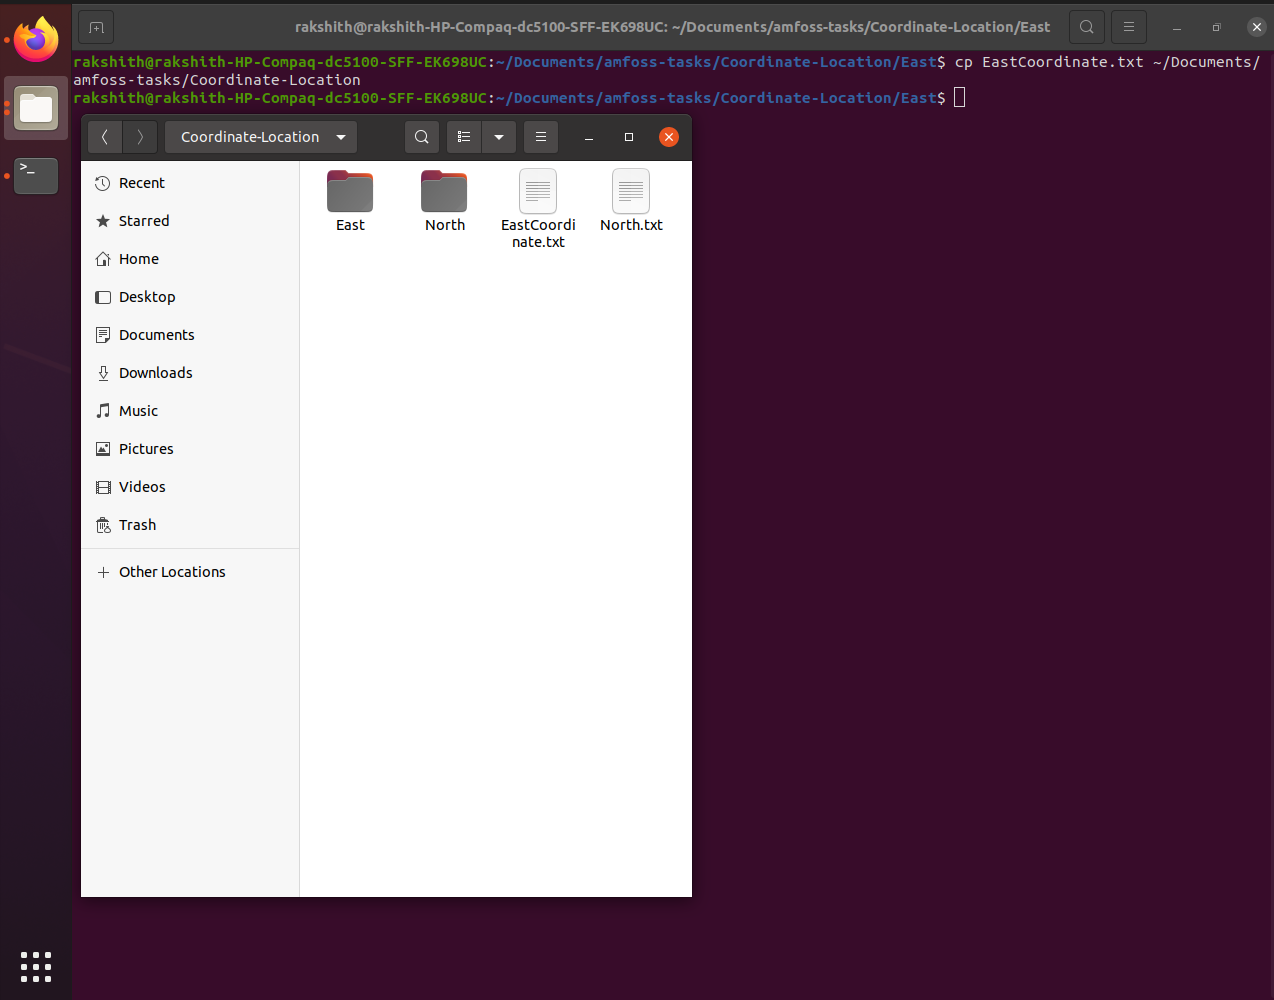 rakshith@rakshith-HP-Compaq-dc5100-SFF-EK698UC: ~/Documents/amfoss-tasks/Coordinate-Location/East
rakshith@rakshith-HP-Compaq-dc5100-SFF-EK698UC:~/Documents/amfoss-tasks/Coordinate-Location/East$ cp EastCoordinate.txt ~/Documents/
amfoss-tasks/Coordinate-Location
rakshith@rakshith-HP-Compaq-dc5100-SFF-EK698UC:~/Documents/amfoss-tasks/Coordinate-Location/East$
Coordinate-Location
Recent
Starred
Home
Desktop
Documents
Downloads
Music
Pictures
Videos
Trash
Other Locations
East
North
EastCoordi
nate.txt
North.txt